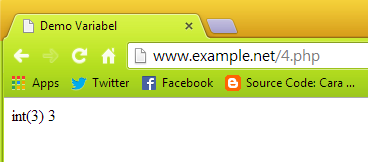 Demo Variabel
www.example.net/4.php
Apps Twitter Facebook Source Code: Cara ...
int(3) 3